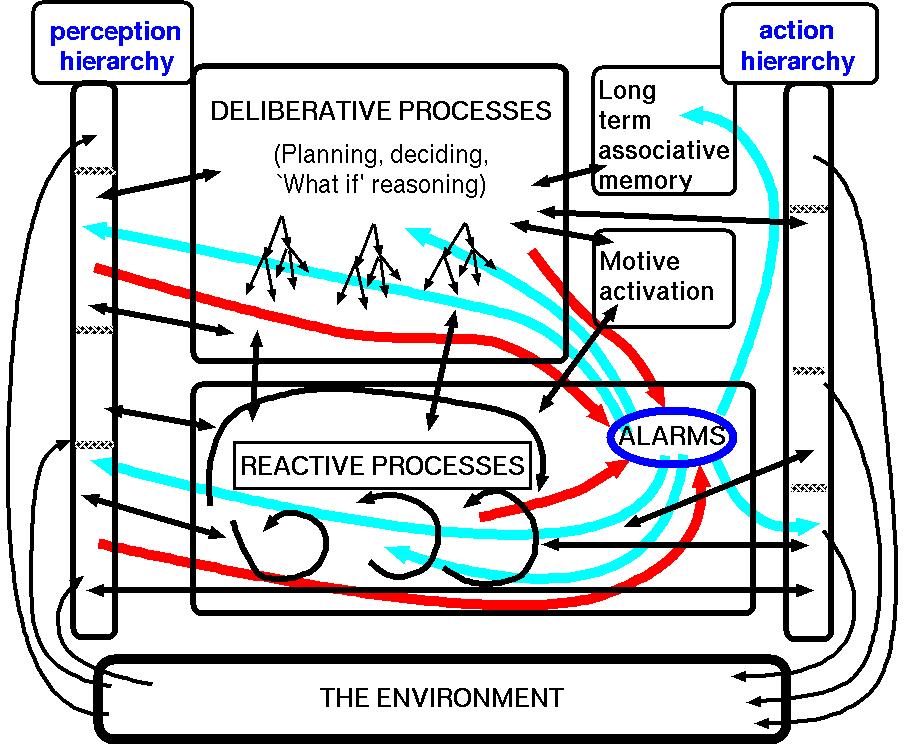 perception
hierarchy
action
hierarchy
DELIBERATIVE PROCESSES
(Planning, deciding,
`What if' reasoning)
Long
term
associative
memory
Motive
activation
ALARMS
REACTIVE PROCESSES
THE ENVIRONMENT